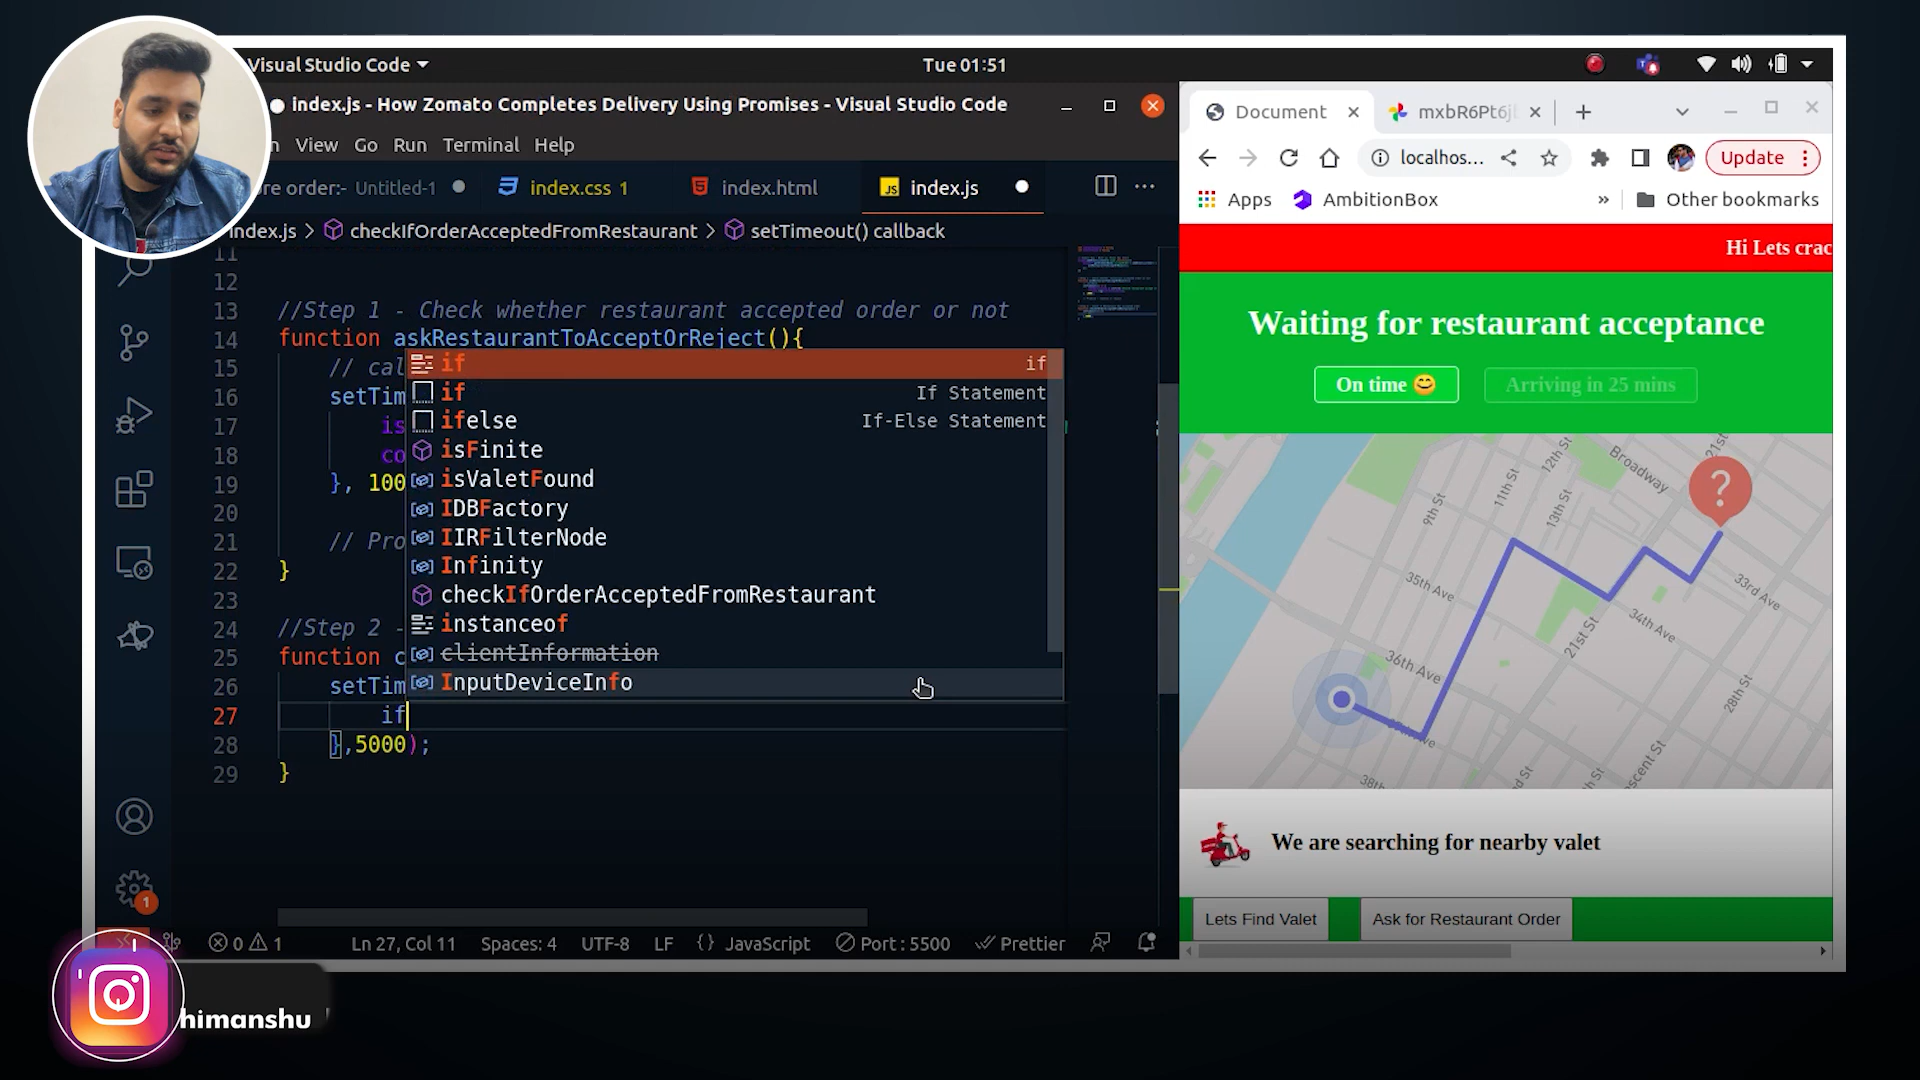 Visual Studio Code
Tue 01:51
index.js - How Zomato Completes Delivery Using Promises - Visual Studio Code
View Go Run Terminal Help
ore order:- Untitled-1
index.css 1
index.html
JS index.js
index.js > checkIfOrderAcceptedFromRestaurant > setTimeout() callback
11
12
13 //Step 1 - Check whether restaurant accepted order or not
14 function askRestaurantToAcceptOrReject(){
15 // cal
16 setTim
17 is
18 co
19 }, 100
20
21 // Pro
22 }
23
24 //Step 2 -
25 function c
26 setTim
27 if
28 },5000);
29 }
if if
if If Statement
ifelse If-Else Statement
isFinite
isValetFound
IDBFactory
IIRFilterNode
Infinity
checkIfOrderAcceptedFromRestaurant
instanceof
clientInformation
InputDeviceInfo
1
0 1 Ln 27, Col 11 Spaces: 4 UTF-8 LF {} JavaScript Port : 5500 Prettier
himanshu
Document
mxbR6Pt6j
localhos...
Update
Apps AmbitionBox » Other bookmarks
Hi Lets crac
Waiting for restaurant acceptance
On time 😊
Arriving in 25 mins
Broadway
21st
12th St
11th St
13th St
9th St
?
35th Ave
33rd Ave
34th Ave
21st St
36th Ave
28th St
38th
scent St
We are searching for nearby valet
Lets Find Valet
Ask for Restaurant Order